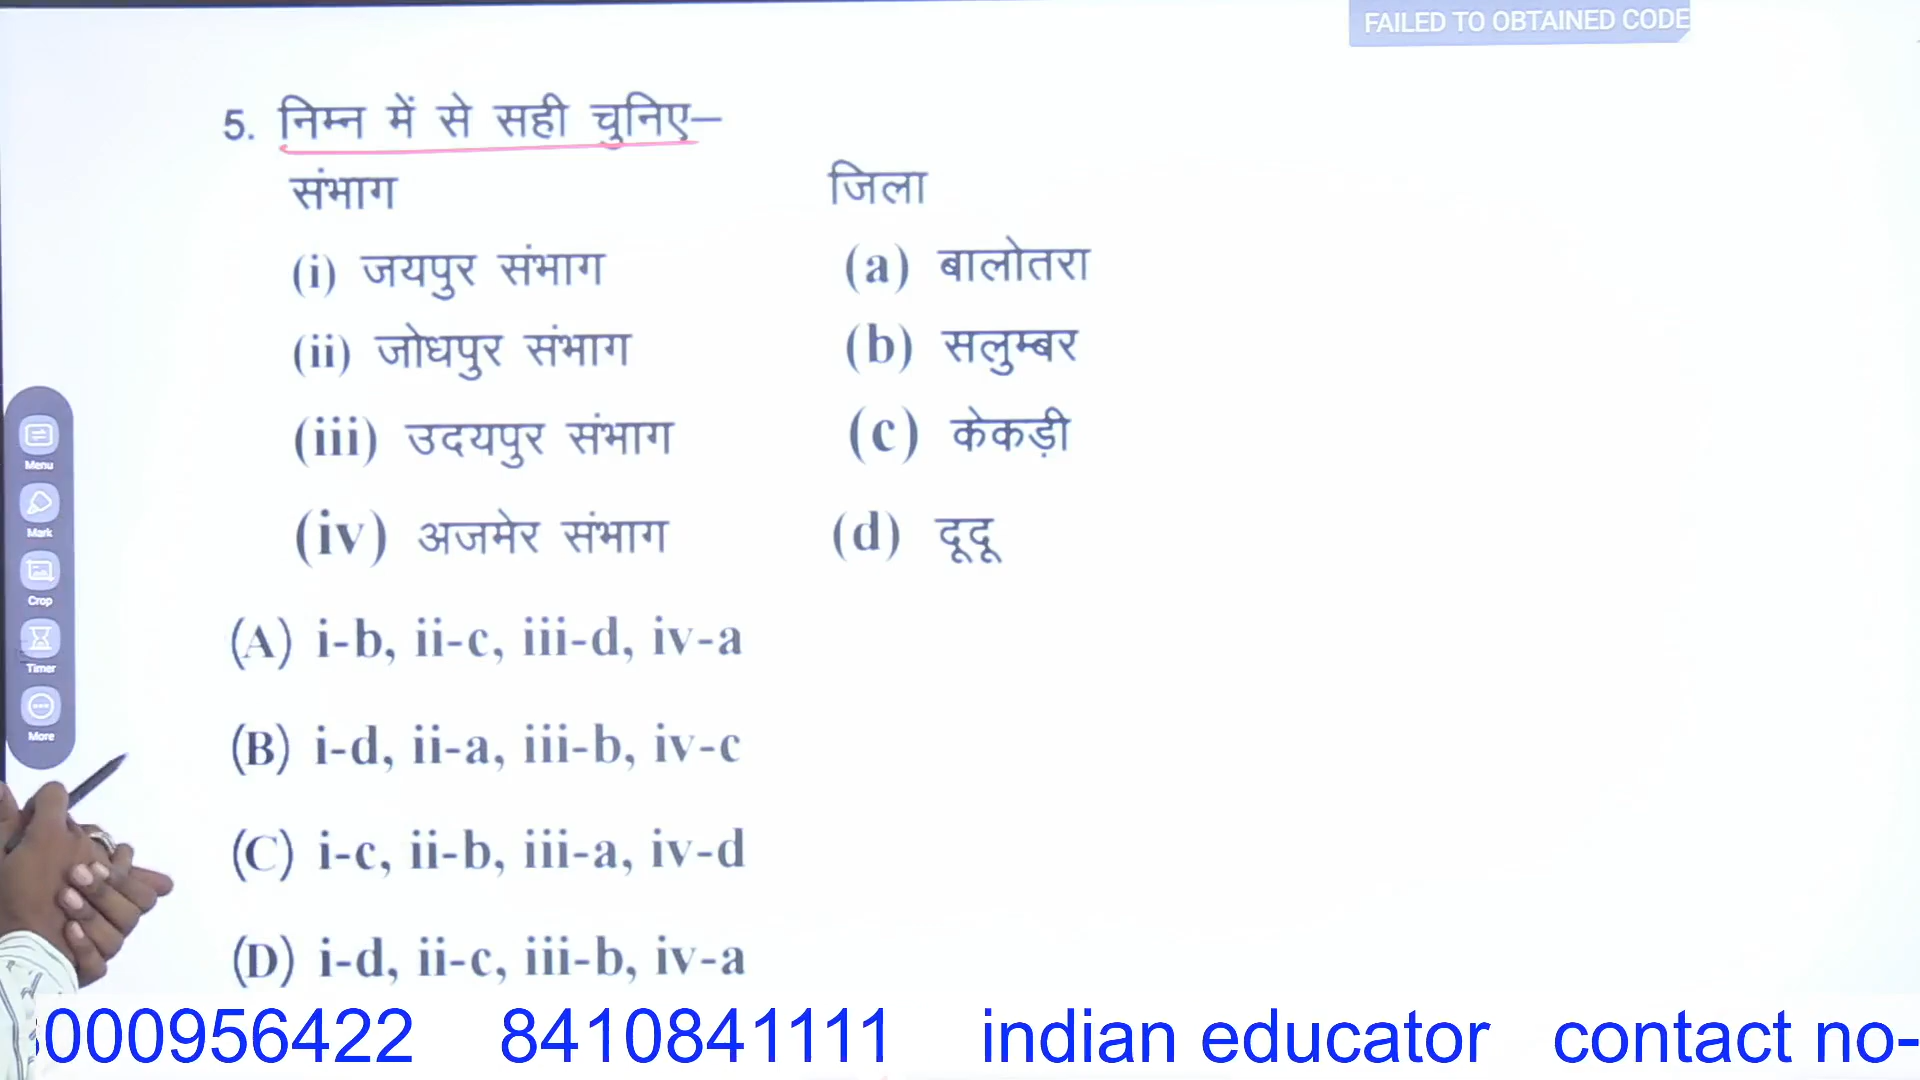 FAILED TO OBTAINED CODE
5. निम्न में से सही चुनिए–
संभाग जिला
(i) जयपुर संभाग (a) बालोतरा
(ii) जोधपुर संभाग (b) सलुम्बर
(iii) उदयपुर संभाग (c) केकड़ी
(iv) अजमेर संभाग (d) दूदू
(A) i-b, ii-c, iii-d, iv-a
(B) i-d, ii-a, iii-b, iv-c
(C) i-c, ii-b, iii-a, iv-d
(D) i-d, ii-c, iii-b, iv-a
Menu
Mark
Crop
Timer
More
000956422 8410841111 indian educator contact no-